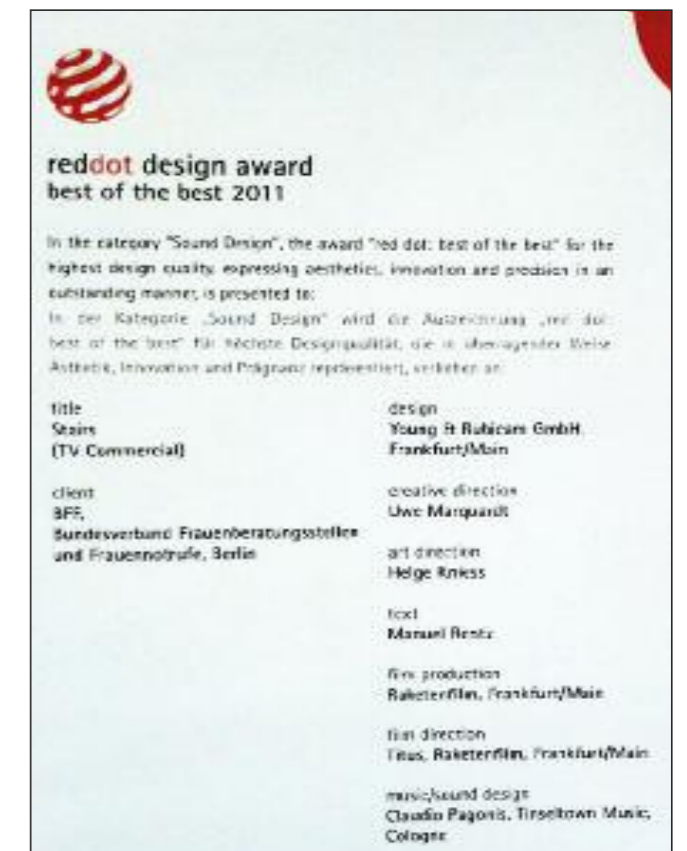 reddot design award
best of the best 2011
In the category "Sound Design", the award "red dot: best of the best" for the
highest design quality, expressing aesthetics, innovation and precision in an
outstanding manner, is presented to:
In der Kategorie „Sound Design" wird die Auszeichnung „red dot:
best of the best" für höchste Designqualität, die in überragender Weise
Ästhetik, Innovation und Prägnanz repräsentiert, verliehen an:
title
Stairs
(TV Commercial)
client
BFF,
Bundesverband Frauenberatungsstellen
und Frauennotrufe, Berlin
design
Young & Rubicam GmbH,
Frankfurt/Main
creative direction
Uwe Marquardt
art direction
Helge Kniess
text
Manuel Rentz
film production
Raketenfilm, Frankfurt/Main
film direction
Titus, Raketenfilm, Frankfurt/Main
music/sound design
Claudio Pagonis, Tinseltown Music,
Cologne